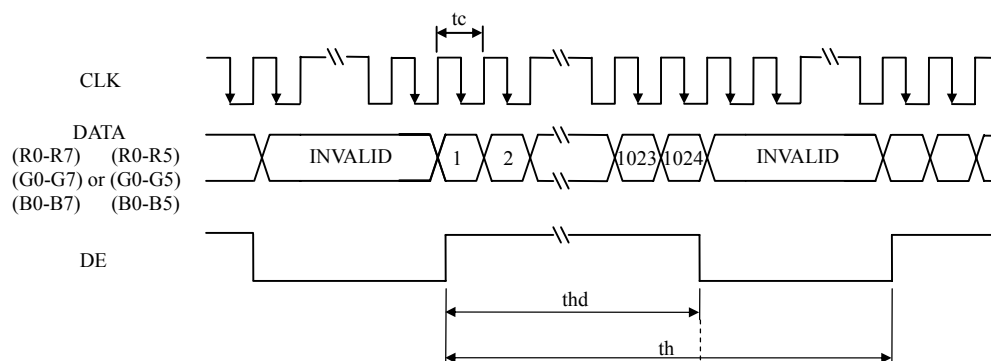 tc
CLK
DATA
(R0-R7) (R0-R5)
(G0-G7) or (G0-G5)
(B0-B7) (B0-B5)
INVALID 1 2 1023 1024 INVALID
DE
thd
th